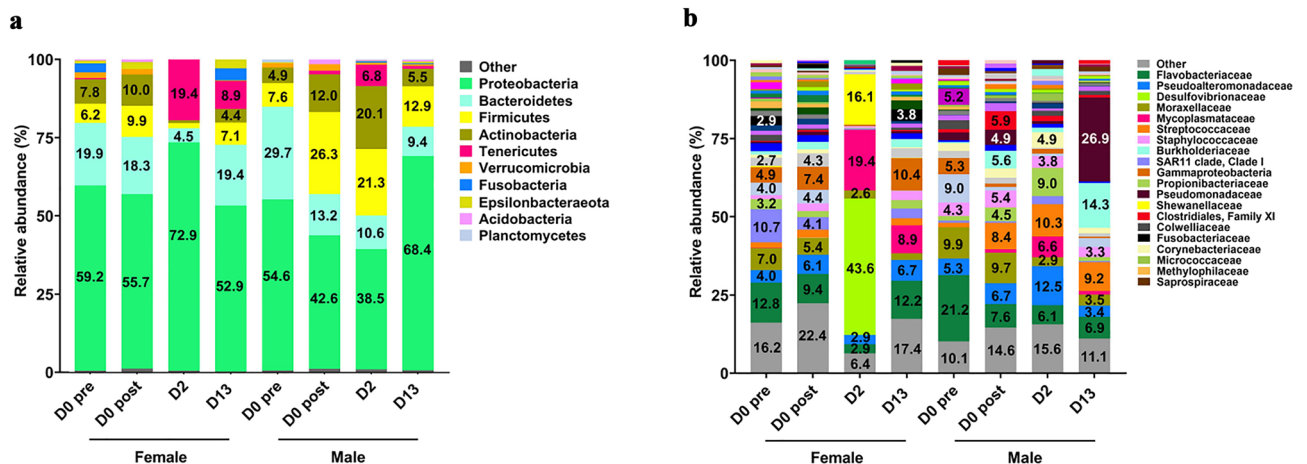 a
Relative abundance (%)
100
75
50
25
0
7.8
6.2
19.9
59.2
10.0
9.9
18.3
55.7
19.4
4.5
72.9
8.9
4.4
7.1
19.4
52.9
4.9
7.6
29.7
54.6
12.0
26.3
13.2
42.6
6.8
20.1
21.3
10.6
38.5
5.5
12.9
9.4
68.4
D0 pre
D0 post
D2
D13
D0 pre
D0 post
D2
D13
Female
Male
Other
Proteobacteria
Bacteroidetes
Firmicutes
Actinobacteria
Tenericutes
Verrucomicrobia
Fusobacteria
Epsilonbacteraeota
Acidobacteria
Planctomycetes
b
Relative abundance (%)
100
75
50
25
0
2.9
2.7
4.9
4.0
3.2
10.7
7.0
4.0
12.8
16.2
4.3
7.4
4.4
4.1
5.4
6.1
9.4
22.4
16.1
19.4
2.6
43.6
2.9
2.9
6.4
3.8
10.4
8.9
6.7
12.2
17.4
5.2
5.3
9.0
4.3
9.9
5.3
21.2
10.1
5.9
4.9
5.6
5.4
4.5
8.4
9.7
6.7
7.6
14.6
4.9
3.8
9.0
10.3
6.6
2.9
12.5
6.1
15.6
26.9
14.3
3.3
9.2
3.5
3.4
6.9
11.1
D0 pre
D0 post
D2
D13
D0 pre
D0 post
D2
D13
Female
Male
Other
Flavobacteriaceae
Pseudoalteromonadaceae
Desulfovibrionaceae
Moraxellaceae
Mycoplasmataceae
Streptococcaceae
Staphylococcaceae
Burkholderiaceae
SAR11 clade, Clade I
Gammaproteobacteria
Propionibacteriaceae
Pseudomonadaceae
Shewanellaceae
Clostridiales, Family XI
Colwelliaceae
Fusobacteriaceae
Corynebacteriaceae
Micrococcaceae
Methylophilaceae
Saprospiraceae